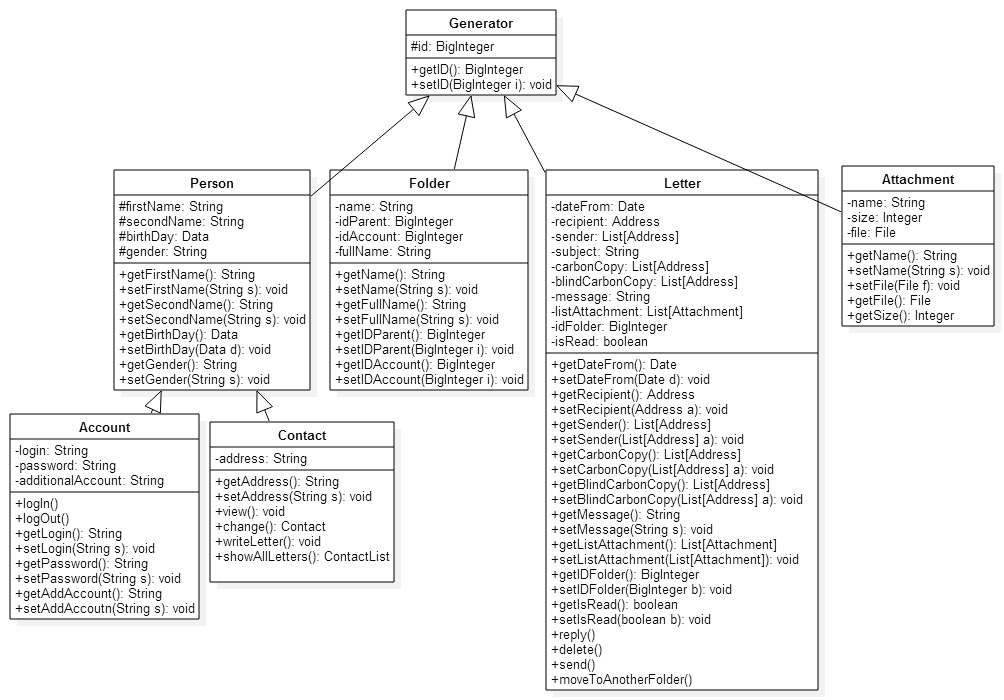 Generator
#id: BigInteger
+getID(): BigInteger
+setID(BigInteger i): void
Person
#firstName: String
#secondName: String
#birthDay: Data
#gender: String
+getFirstName(): String
+setFirstName(String s): void
+getSecondName(): String
+setSecondName(String s): void
+getBirthDay(): Data
+setBirthDay(Data d): void
+getGender(): String
+setGender(String s): void
Folder
-name: String
-idParent: BigInteger
-idAccount: BigInteger
-fullName: String
+getName(): String
+setName(String s): void
+getFullName(): String
+setFullName(String s): void
+getIDParent(): BigInteger
+setIDParent(BigInteger i): void
+getIDAccount(): BigInteger
+setIDAccount(BigInteger i): void
Letter
-dateFrom: Date
-recipient: Address
-sender: List[Address]
-subject: String
-carbonCopy: List[Address]
-blindCarbonCopy: List[Address]
-message: String
-listAttachment: List[Attachment]
-idFolder: BigInteger
-isRead: boolean
+getDateFrom(): Date
+setDateFrom(Date d): void
+getRecipient(): Address
+setRecipient(Address a): void
+getSender(): List[Address]
+setSender(List[Address] a): void
+getCarbonCopy(): List[Address]
+setCarbonCopy(List[Address] a): void
+getBlindCarbonCopy(): List[Address]
+setBlindCarbonCopy(List[Address] a): void
+getMessage(): String
+setMessage(String s): void
+getListAttachment(): List[Attachment]
+setListAttachment(List[Attachment]): void
+getIDFolder(): BigInteger
+setIDFolder(BigInteger b): void
+getIsRead(): boolean
+setIsRead(boolean b): void
+reply()
+delete()
+send()
+moveToAnotherFolder()
Attachment
-name: String
-size: Integer
-file: File
+getName(): String
+setName(String s): void
+setFile(File f): void
+getFile(): File
+getSize(): Integer
Account
-login: String
-password: String
-additionalAccount: String
+logIn()
+logOut()
+getLogin(): String
+setLogin(String s): void
+getPassword(): String
+setPassword(String s): void
+getAddAccount(): String
+setAddAccoutn(String s): void
Contact
-address: String
+getAddress(): String
+setAddress(String s): void
+view(): void
+change(): Contact
+writeLetter(): void
+showAllLetters(): ContactList